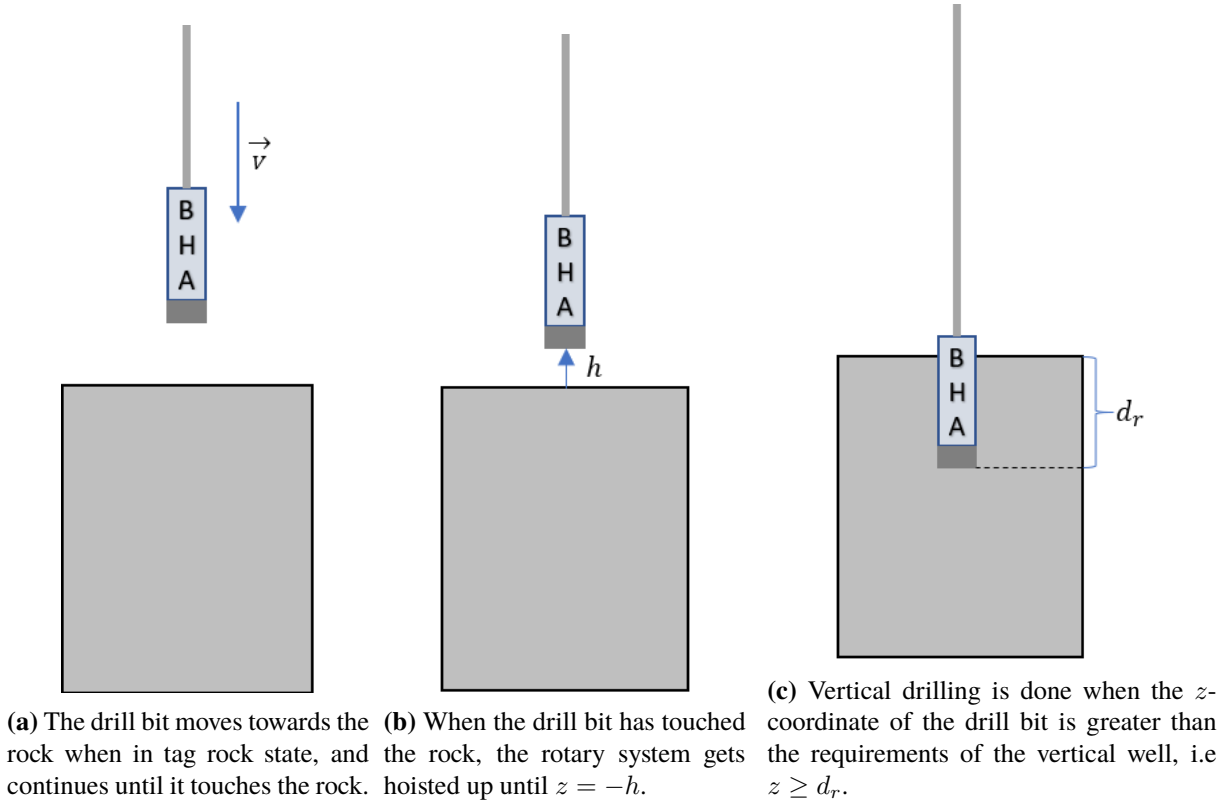 B
H
A
$\vec{v}$
B
H
A
h
B
H
A
$d_r$
(a) The drill bit moves towards the
rock when in tag rock state, and
continues until it touches the rock.
(b) When the drill bit has touched
the rock, the rotary system gets
hoisted up until $z = -h$.
(c) Vertical drilling is done when the $z$-
coordinate of the drill bit is greater than
the requirements of the vertical well, i.e
$z \geq d_r$.